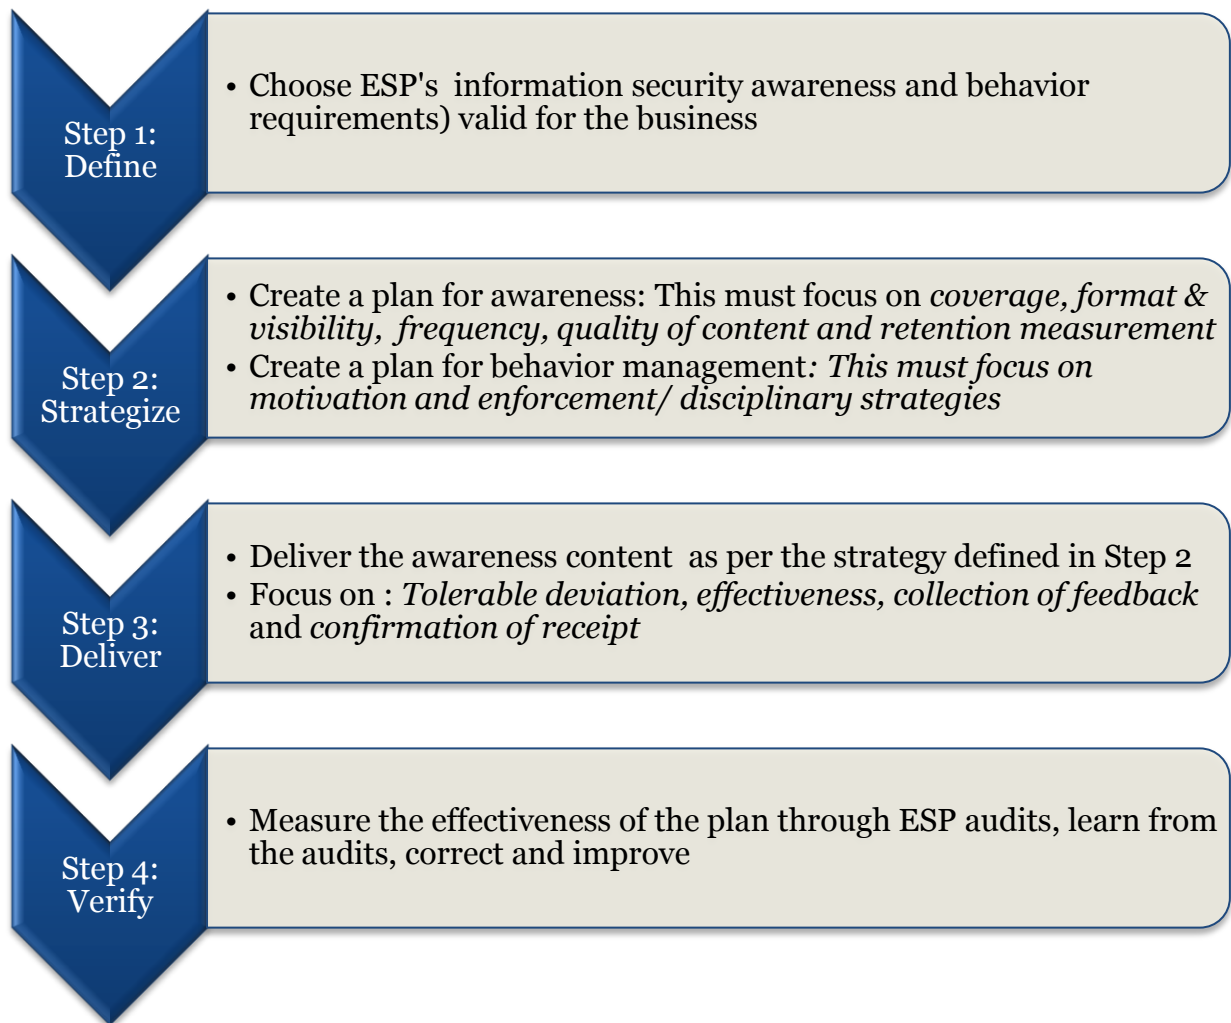 Step 1:
Define
• Choose ESP's  information security awareness and behavior
requirements) valid for the business
Step 2:
Strategize
• Create a plan for awareness: This must focus on coverage, format &
visibility,  frequency, quality of content and retention measurement
• Create a plan for behavior management: This must focus on
motivation and enforcement/ disciplinary strategies
Step 3:
Deliver
• Deliver the awareness content  as per the strategy defined in Step 2
• Focus on : Tolerable deviation, effectiveness, collection of feedback
and confirmation of receipt
Step 4:
Verify
• Measure the effectiveness of the plan through ESP audits, learn from
the audits, correct and improve